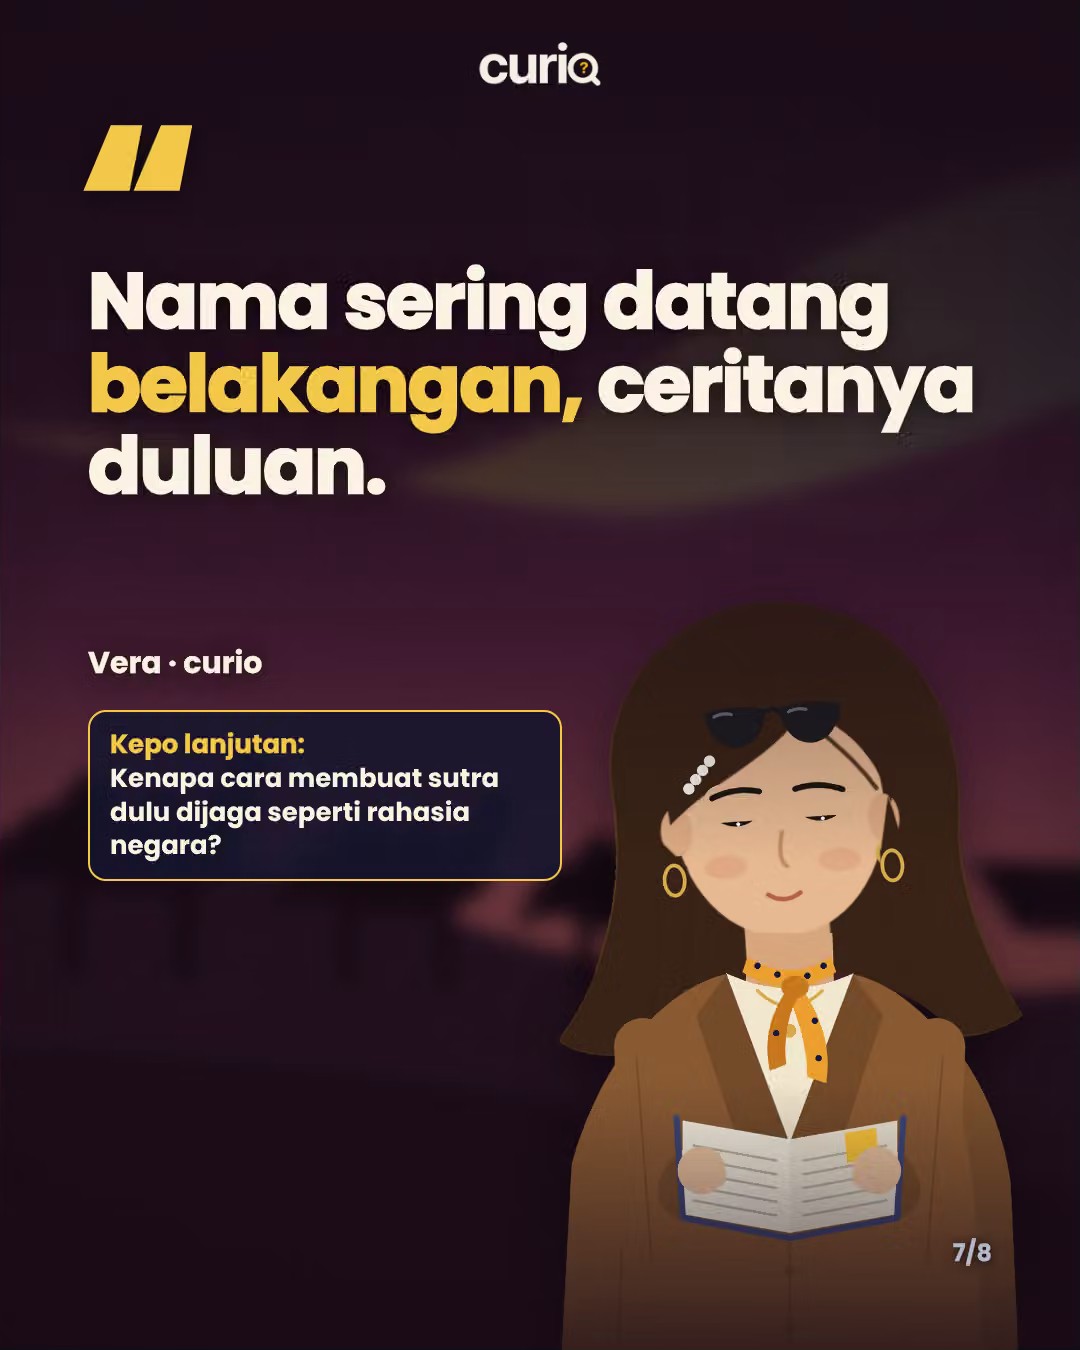 curio
Nama sering datang
belakangan, ceritanya
duluan.
Vera · curio
Kepo lanjutan:
Kenapa cara membuat sutra
dulu dijaga seperti rahasia
negara?
7/8